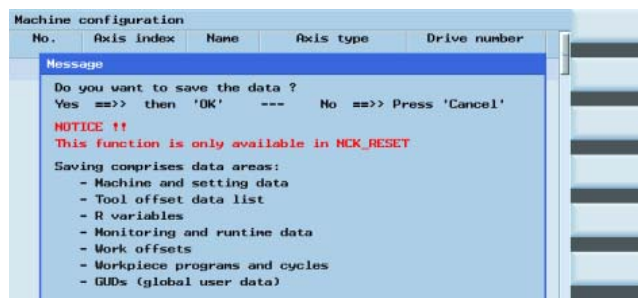 Machine configuration
No. Axis index Name Axis type Drive number
Message
Do you want to save the data ?
Yes ==>> then 'OK' --- No ==>> Press 'Cancel'
NOTICE !!
This function is only available in NCK_RESET
Saving comprises data areas:
- Machine and setting data
- Tool offset data list
- R variables
- Monitoring and runtime data
- Work offsets
- Workpiece programs and cycles
- GUDs (global user data)